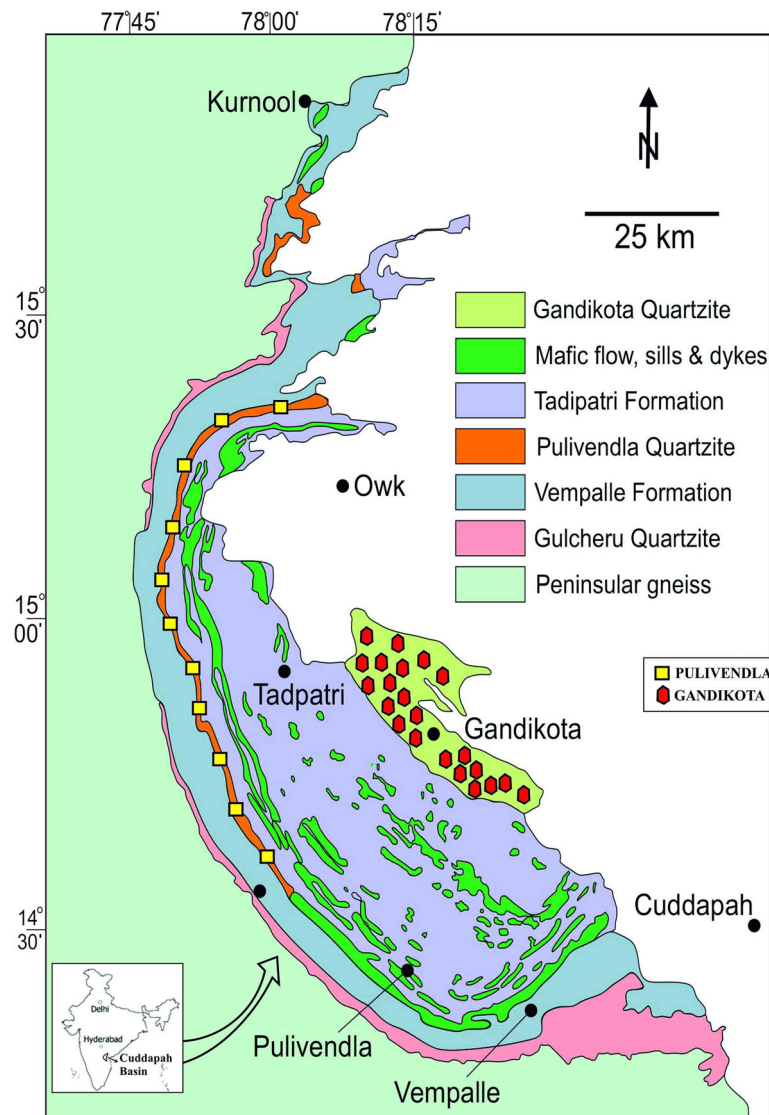 77°45' 78°00' 78°15'
Kurnool
N
25 km
15°
30'
Gandikota Quartzite
Mafic flow, sills & dykes
Tadipatri Formation
Pulivendla Quartzite
Vempalle Formation
Gulcheru Quartzite
Peninsular gneiss
Owk
15°
00'
Tadpatri
PULIVENDLA
GANDIKOTA
Gandikota
Cuddapah
14°
30'
Delhi
Hyderabad
Cuddapah
Basin
Pulivendla
Vempalle